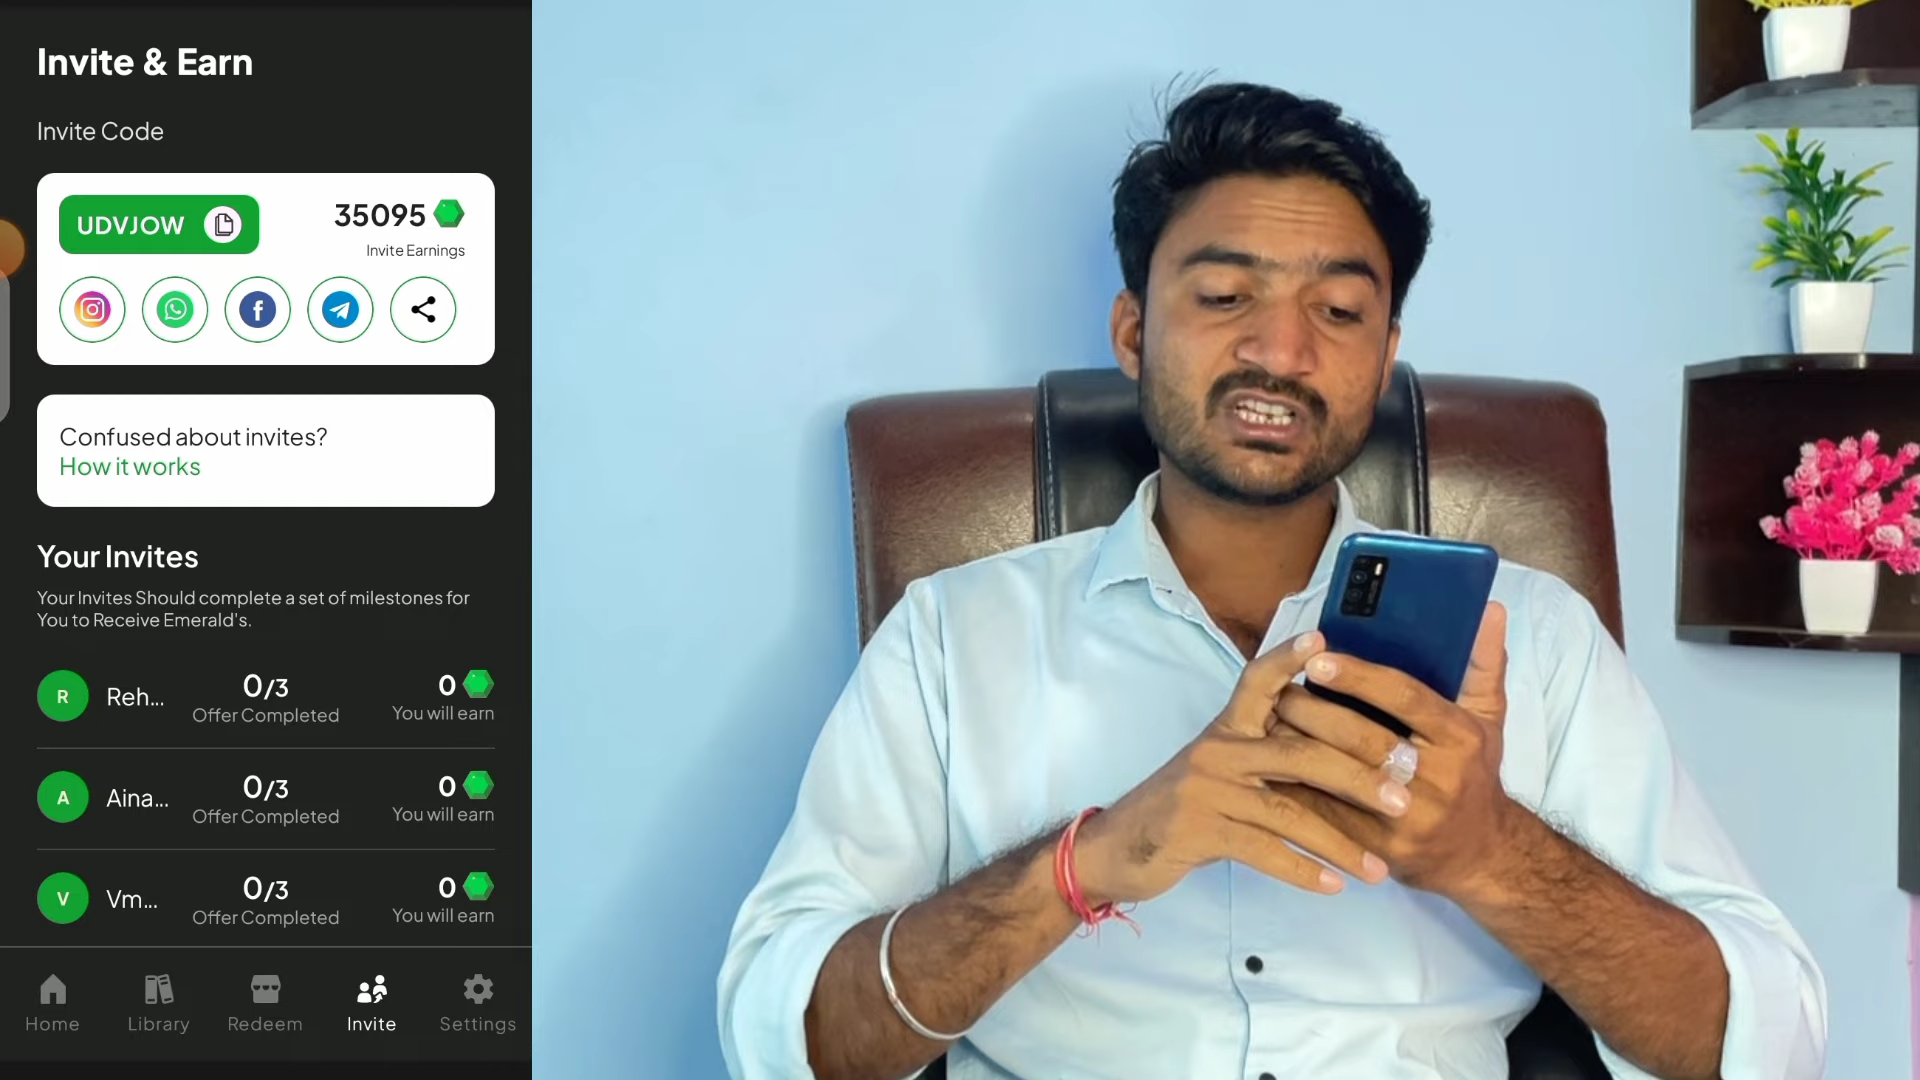 Invite & Earn
Invite Code
UDVJOW
35095
Invite Earnings
Confused about invites?
How it works
Your Invites
Your Invites Should complete a set of milestones for
You to Receive Emerald's.
R Reh... 0/3 0
Offer Completed You will earn
A Aina... 0/3 0
Offer Completed You will earn
V Vm... 0/3 0
Offer Completed You will earn
Home Library Redeem Invite Settings